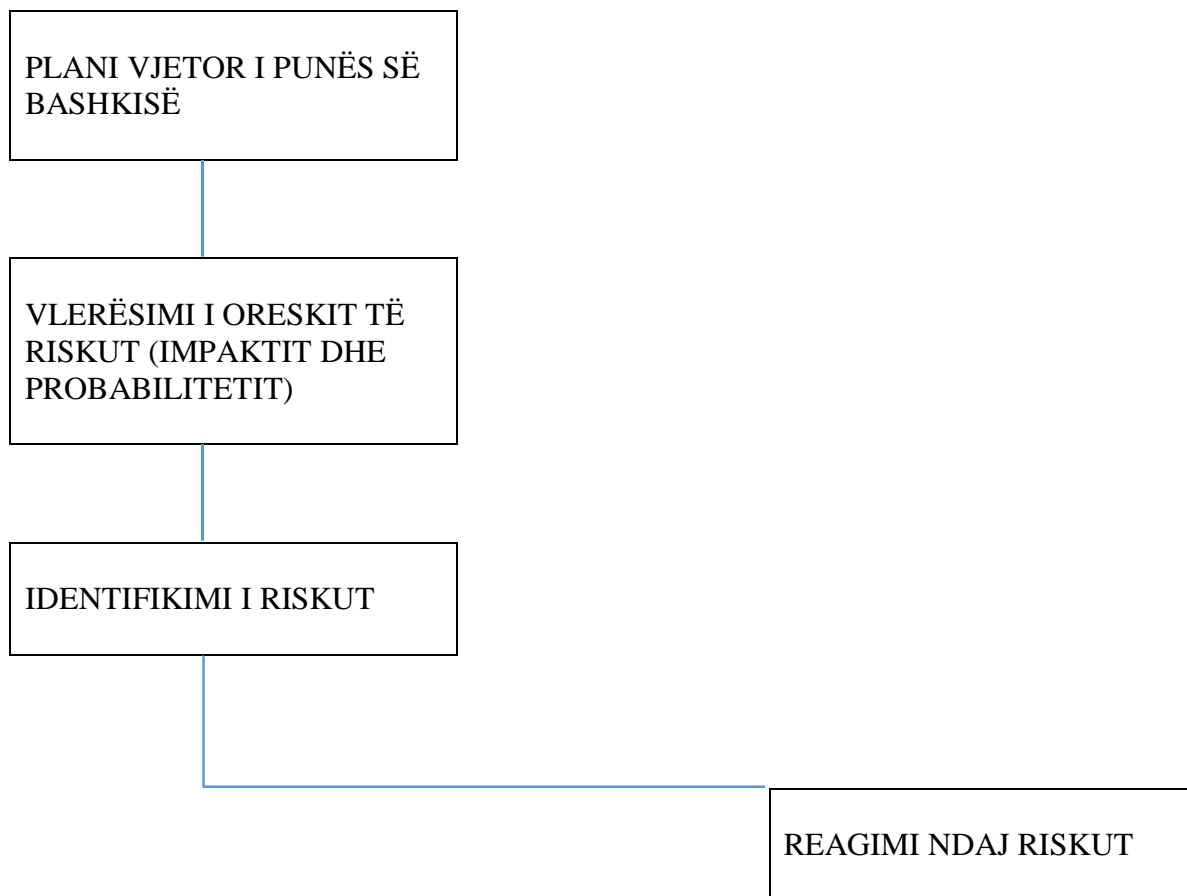 PLANI VJETOR I PUNËS SË
BASHKISË
VLERËSIMI I ORESKIT TË
RISKUT (IMPAKTIT DHE
PROBABILITETIT)
IDENTIFIKIMI I RISKUT
REAGIMI NDAJ RISKUT